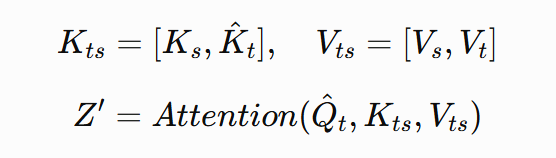 K_{ts} = [K_s, \hat{K}_t], V_{ts} = [V_s, V_t]
Z' = Attention(\hat{Q}_t, K_{ts}, V_{ts})